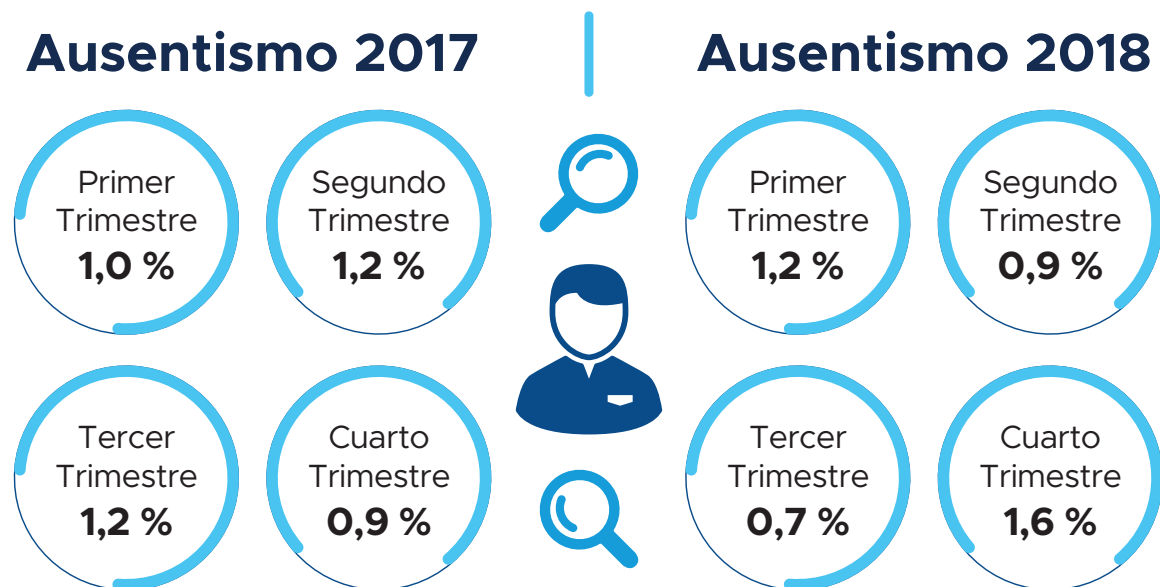 Ausentismo 2017
Primer
Trimestre
1,0 %
Segundo
Trimestre
1,2 %
Tercer
Trimestre
1,2 %
Cuarto
Trimestre
0,9 %
Ausentismo 2018
Primer
Trimestre
1,2 %
Segundo
Trimestre
0,9 %
Tercer
Trimestre
0,7 %
Cuarto
Trimestre
1,6 %